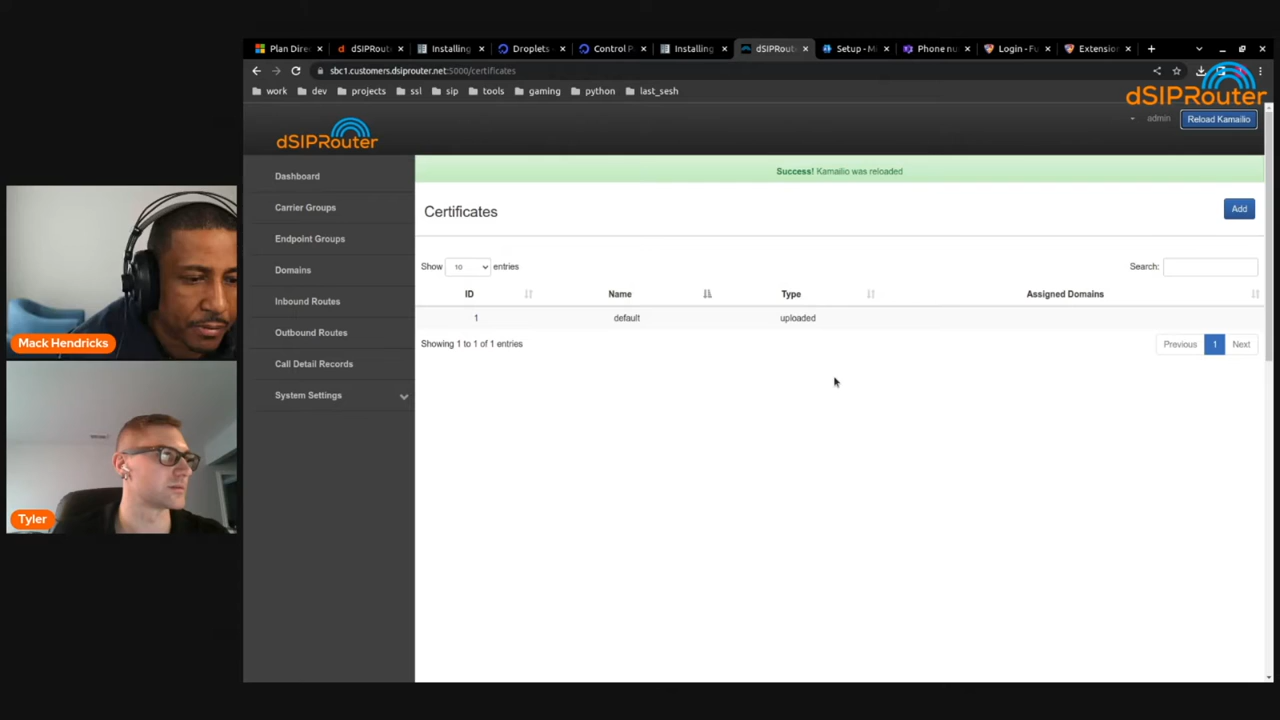 Plan Dire
dSIPRout
Installing
Droplets -
Control P
Installing
dSIPRout
Setup - M
Phone nu
Login - Fu
Extension
sbc1.customers.dsiprouter.net:5000/certificates
work
dev
projects
ssl
sip
tools
gaming
python
last_sesh
dSIPRouter
dSIPRouter
admin
Reload Kamailio
Dashboard
Carrier Groups
Endpoint Groups
Domains
Inbound Routes
Outbound Routes
Call Detail Records
System Settings
Success! Kamailio was reloaded
Certificates
Add
Show 10 entries
Search:
ID Name Type Assigned Domains
1 default uploaded
Showing 1 to 1 of 1 entries
Previous 1 Next
Mack Hendricks
Tyler